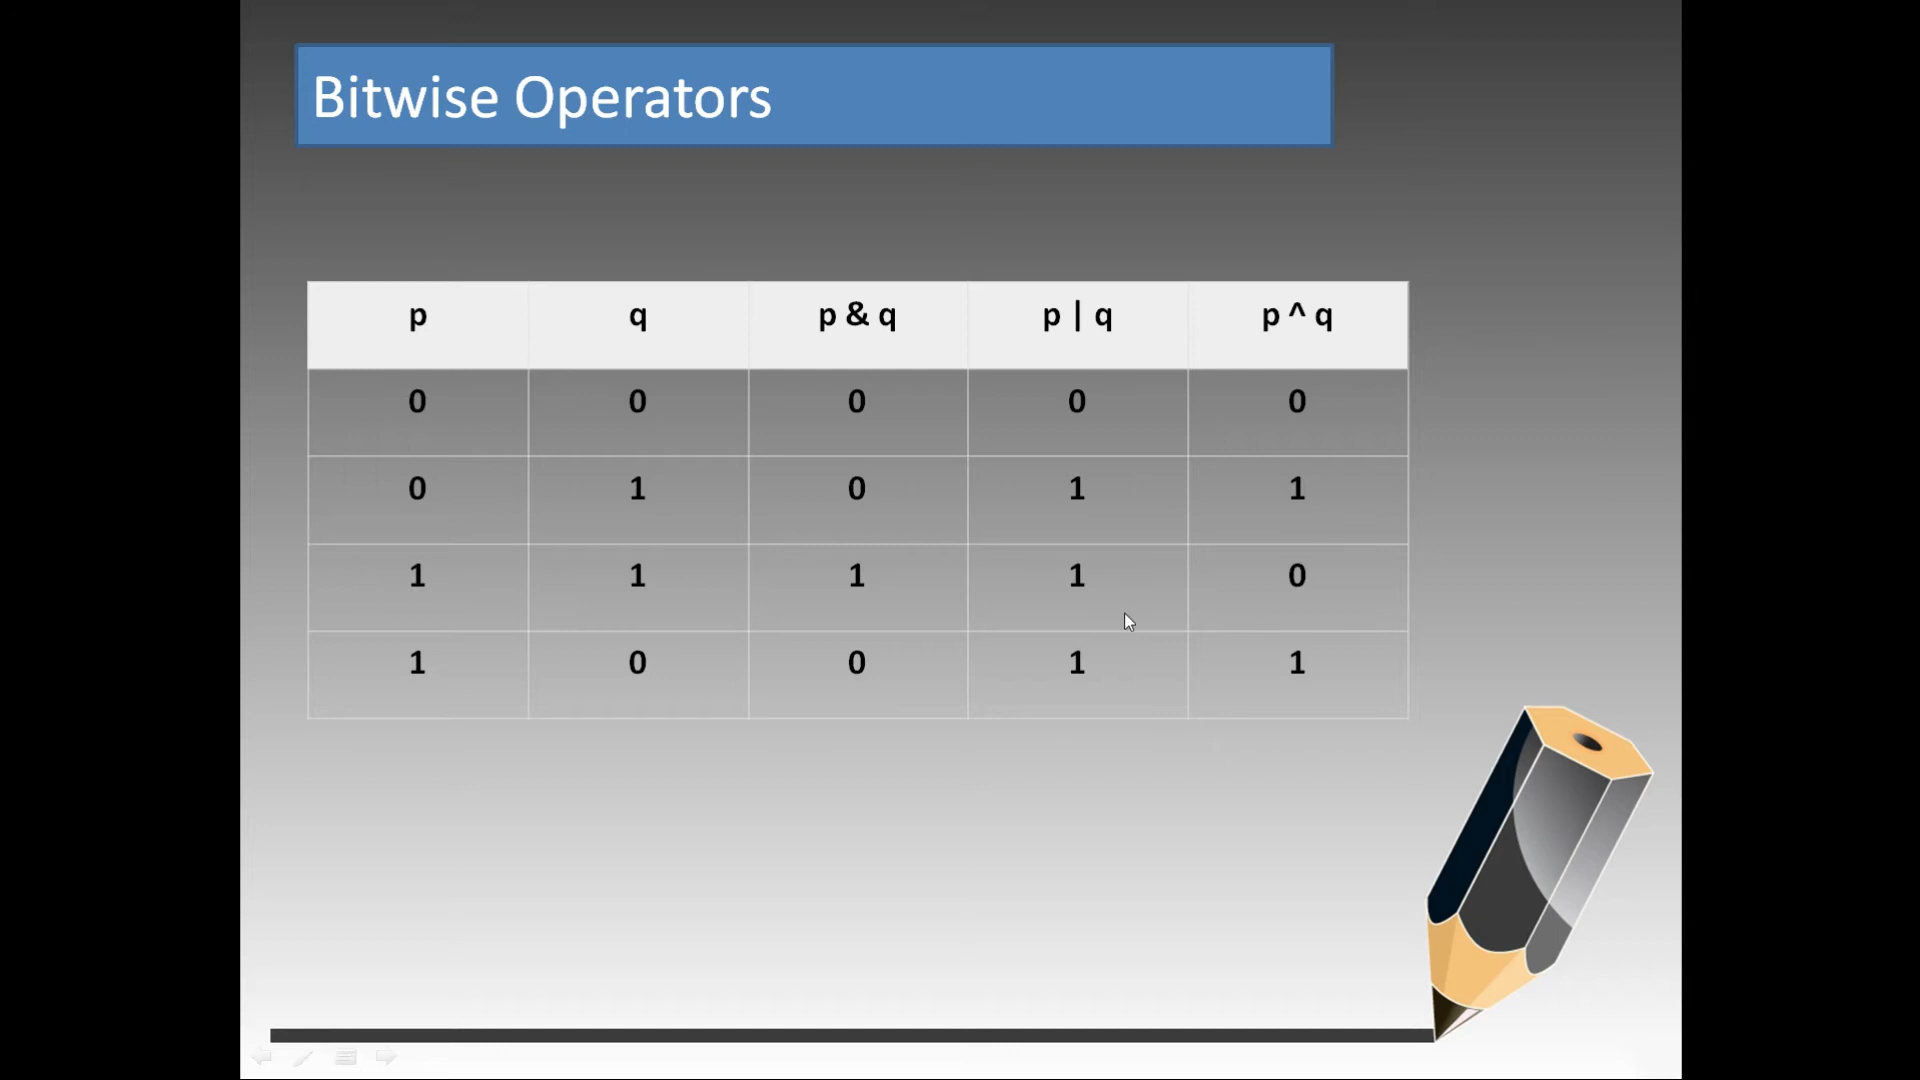 Bitwise Operators
p q p & q p | q p ^ q
0 0 0 0 0
0 1 0 1 1
1 1 1 1 0
1 0 0 1 1